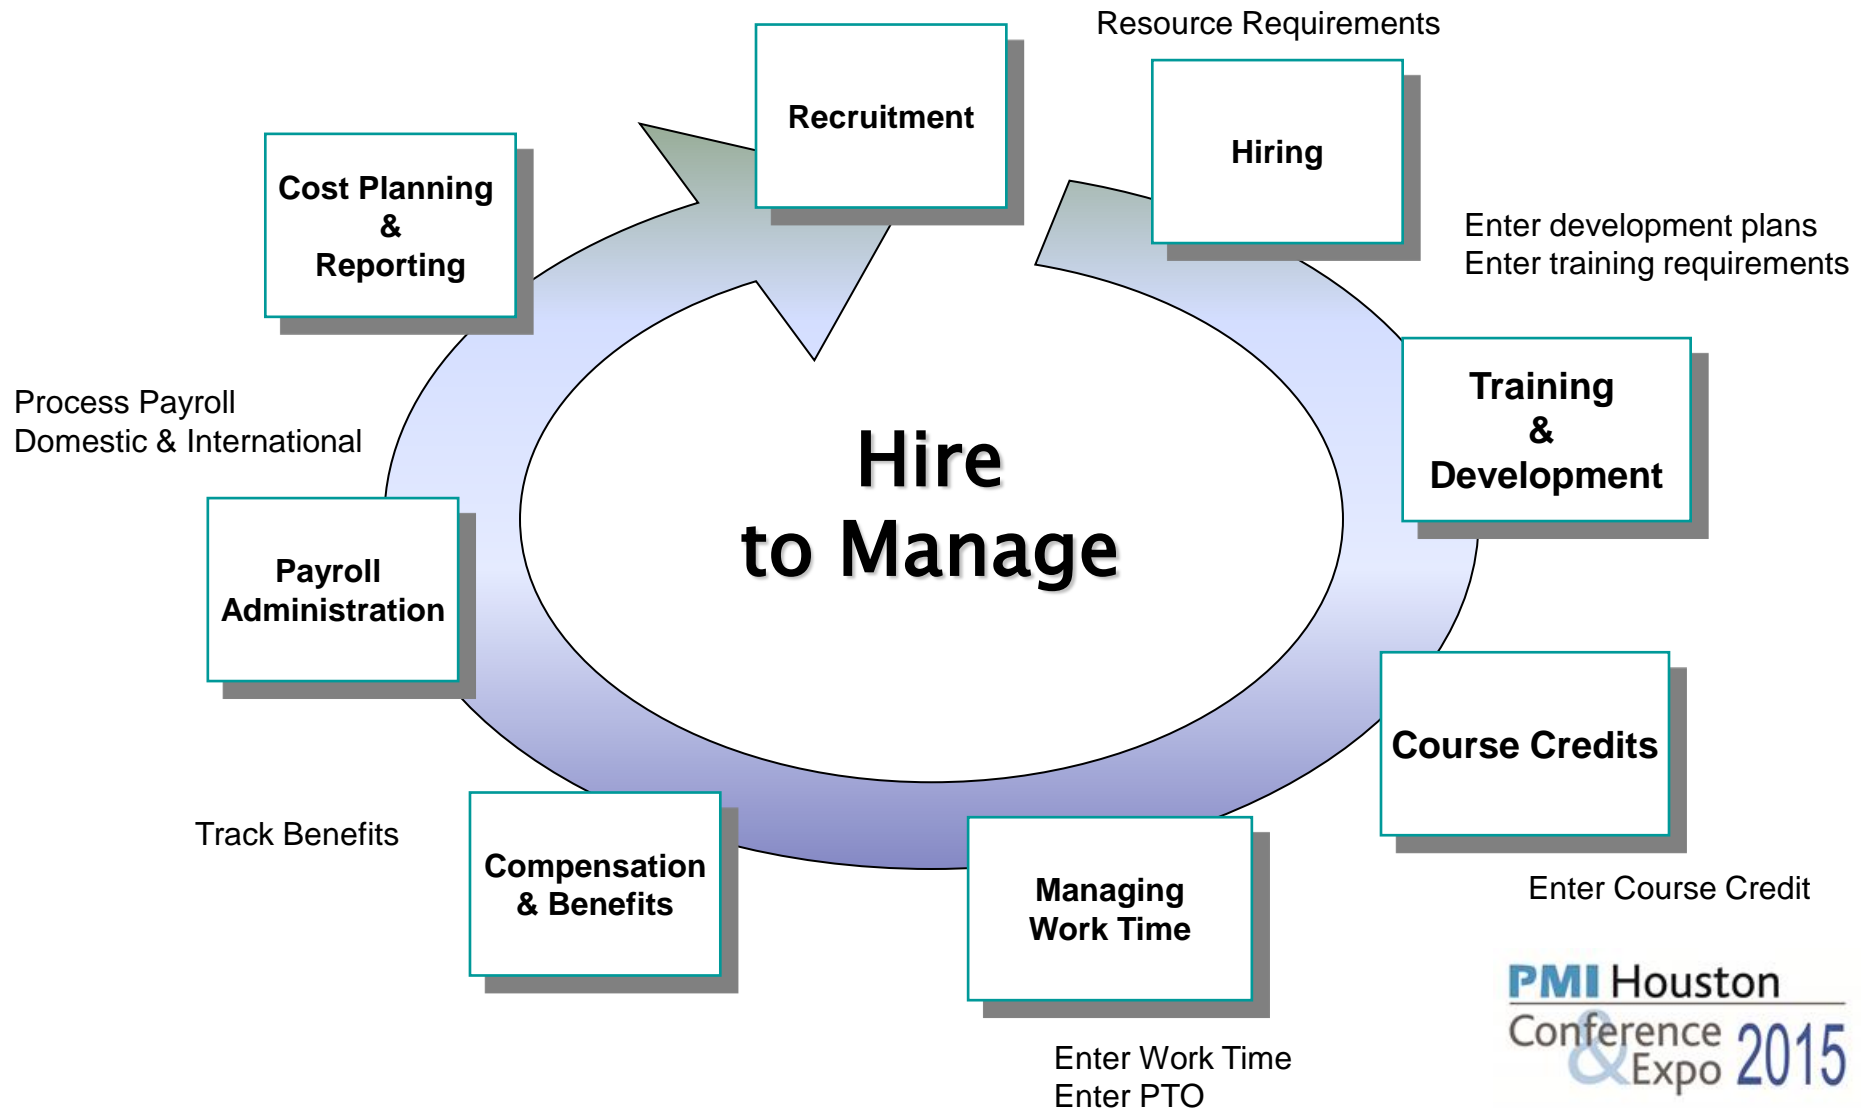 Resource Requirements
Recruitment
Hiring
Cost Planning
&
Reporting
Enter development plans
Enter training requirements
Training
&
Development
Process Payroll
Domestic & International
Hire
to Manage
Payroll
Administration
Course Credits
Track Benefits
Compensation
& Benefits
Managing
Work Time
Enter Course Credit
Enter Work Time
Enter PTO
PMI Houston
Conference
& Expo 2015